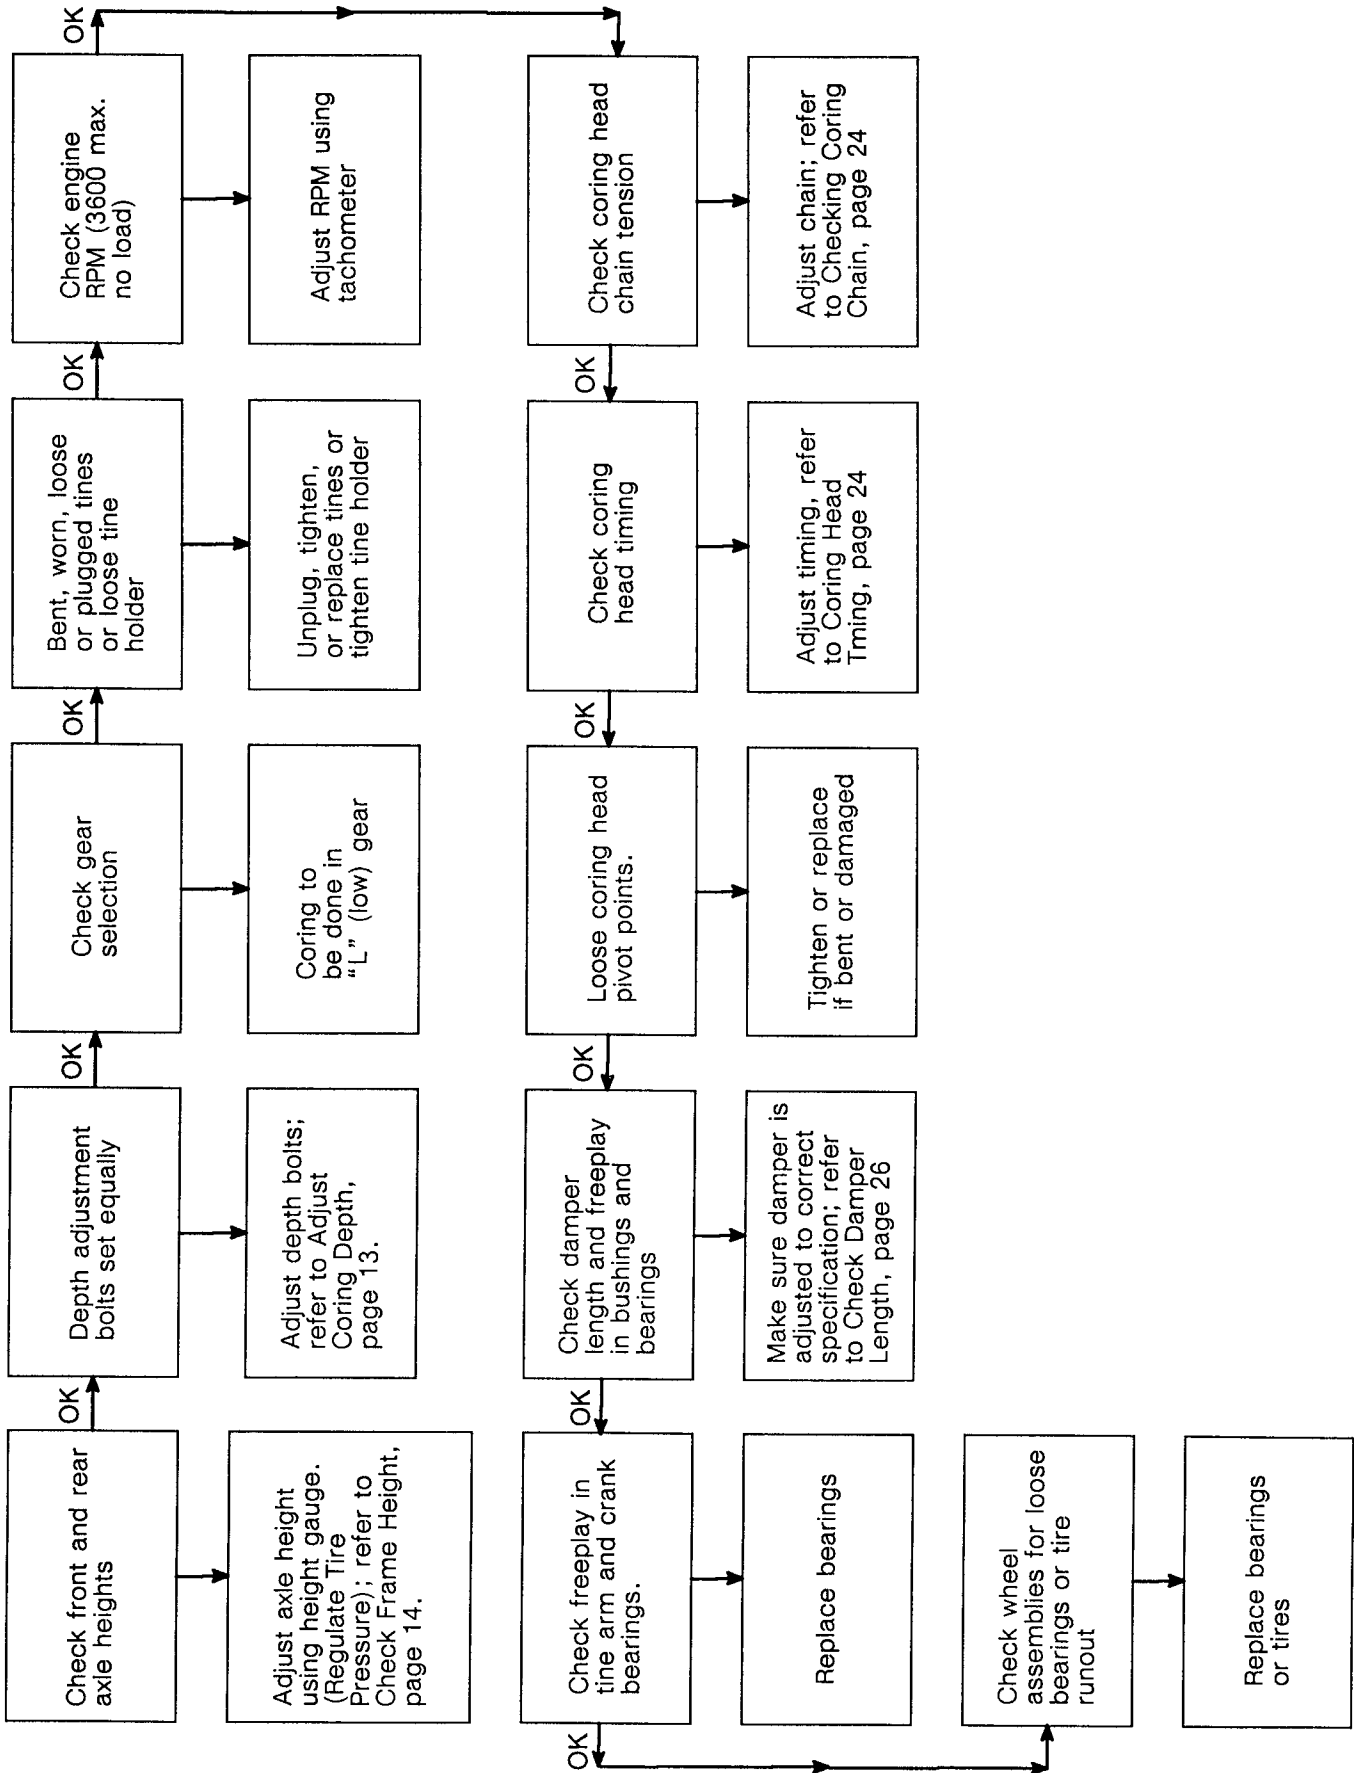 Check front and rear
axle heights
OK
Adjust axle height
using height gauge.
(Regulate Tire
Pressure); refer to
Check Frame Height,
page 14.
Depth adjustment
bolts set equally
OK
Adjust depth bolts;
refer to Adjust
Coring Depth,
page 13.
Check gear
selection
OK
Coring to
be done in
“L” (low) gear
Bent, worn, loose
or plugged tines
or loose tine
holder
OK
Unplug, tighten,
or replace tines or
tighten tine holder
Check engine
RPM (3600 max.
no load)
OK
Adjust RPM using
tachometer
Check coring head
chain tension
OK
Adjust chain; refer
to Checking Coring
Chain, page 24
Check coring
head timing
OK
Adjust timing, refer
to Coring Head
Tming, page 24
Loose coring head
pivot points.
OK
Tighten or replace
if bent or damaged
Check damper
length and freeplay
in bushings and
bearings
OK
Make sure damper is
adjusted to correct
specification; refer
to Check Damper
Length, page 26
Check freeplay in
tine arm and crank
bearings.
OK
Replace bearings
Check wheel
assemblies for loose
bearings or tire
runout
Replace bearings
or tires